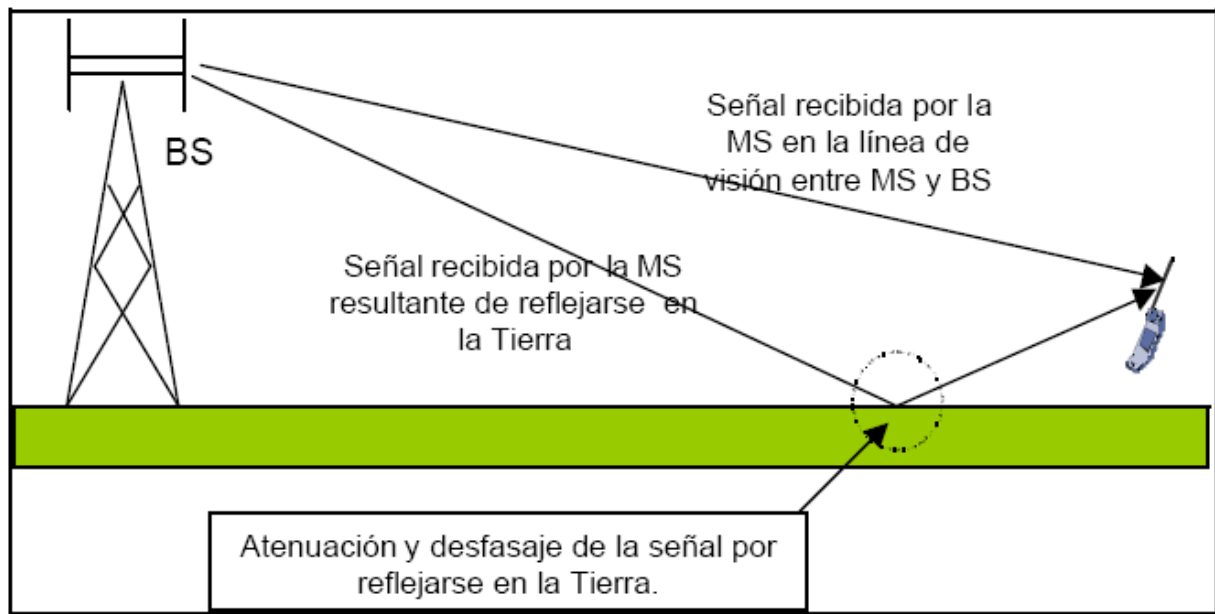 BS
Señal recibida por la
MS en la línea de
visión entre MS y BS
Señal recibida por la MS
resultante de reflejarse en
la Tierra
Atenuación y desfasaje de la señal por
reflejarse en la Tierra.